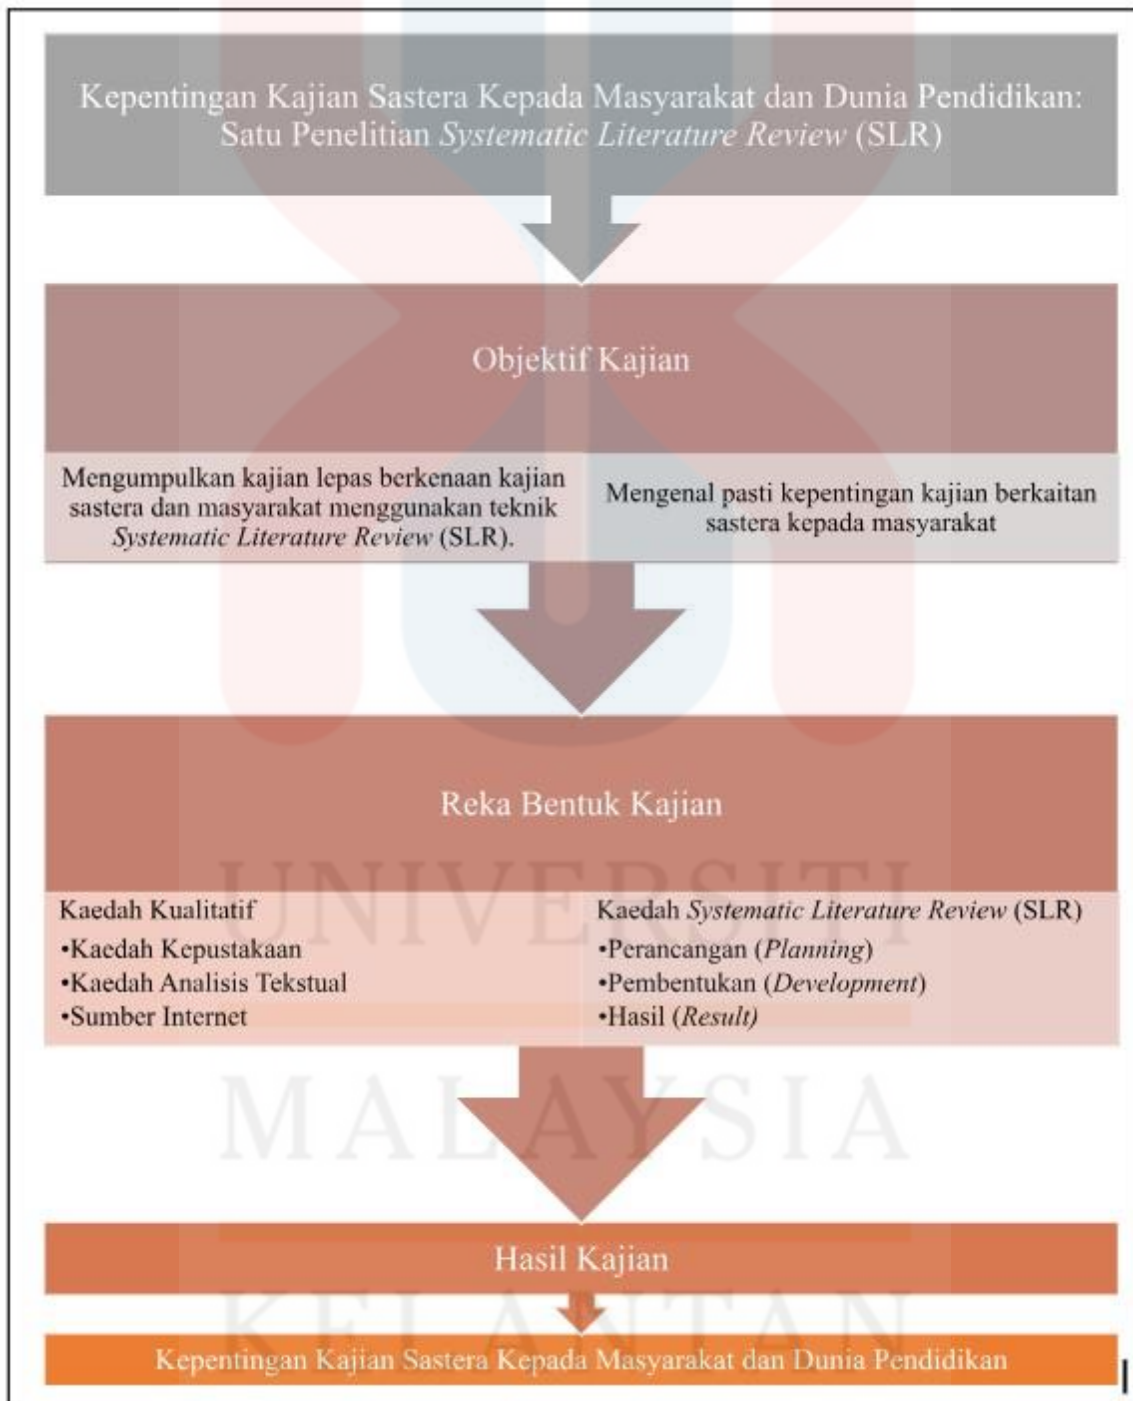 Kepentingan Kajian Sastera Kepada Masyarakat dan Dunia Pendidikan:
Satu Penelitian Systematic Literature Review (SLR)
Objektif Kajian
Mengumpulkan kajian lepas berkenaan kajian
sastera dan masyarakat menggunakan teknik
Systematic Literature Review (SLR).
Mengenal pasti kepentingan kajian berkaitan
sastera kepada masyarakat
Reka Bentuk Kajian
Kaedah Kualitatif
•Kaedah Kepustakaan
•Kaedah Analisis Tekstual
•Sumber Internet
Kaedah Systematic Literature Review (SLR)
•Perancangan (Planning)
•Pembentukan (Development)
•Hasil (Result)
Hasil Kajian
Kepentingan Kajian Sastera Kepada Masyarakat dan Dunia Pendidikan
UNIVERSITI
MALAYSIA
KELANTAN